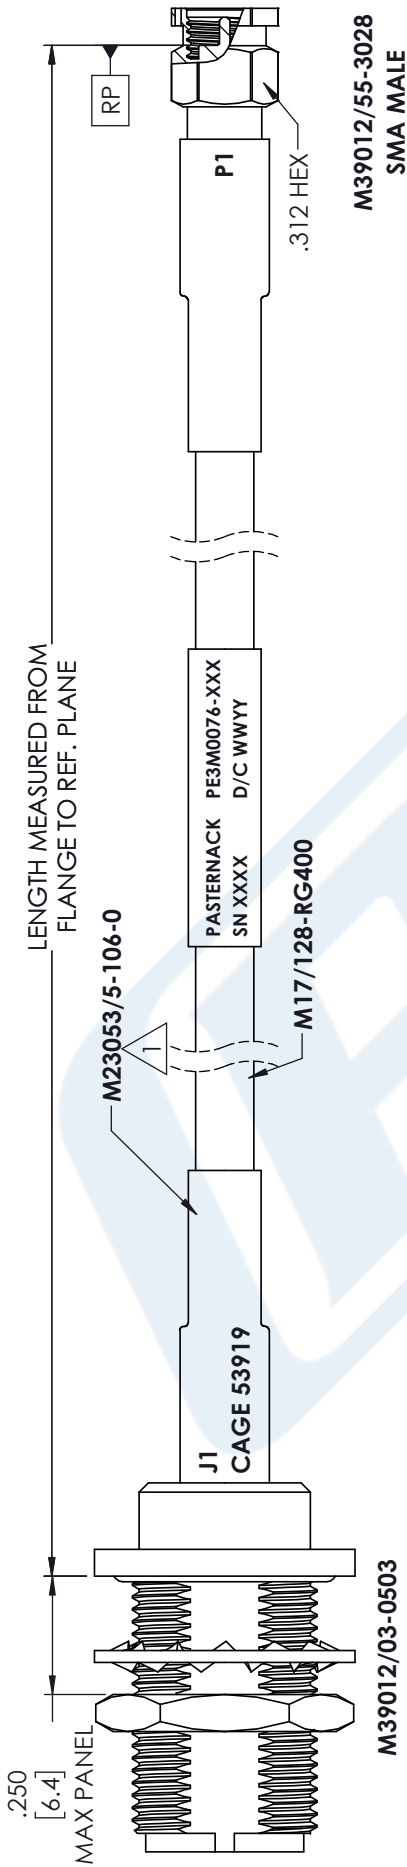 .250
[6.4]
MAX PANEL
LENGTH MEASURED FROM
FLANGE TO REF. PLANE
RP
M23053/5-106-0
1
J1
CAGE 53919
PASTERNACK PE3M0076-XXX
SN XXXX D/C WWYY
P1
M17/128-RG400
.312 HEX
M39012/03-0503
M39012/55-3028
SMA MALE